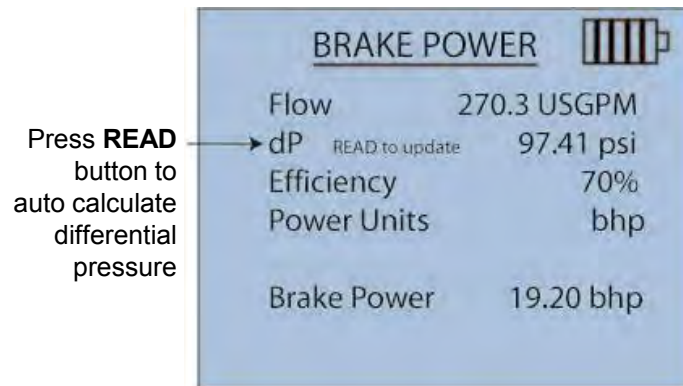 BRAKE POWER
Flow 270.3 USGPM
Press READ
button to
auto calculate
differential
pressure
dP READ to update 97.41 psi
Efficiency 70%
Power Units bhp
Brake Power 19.20 bhp